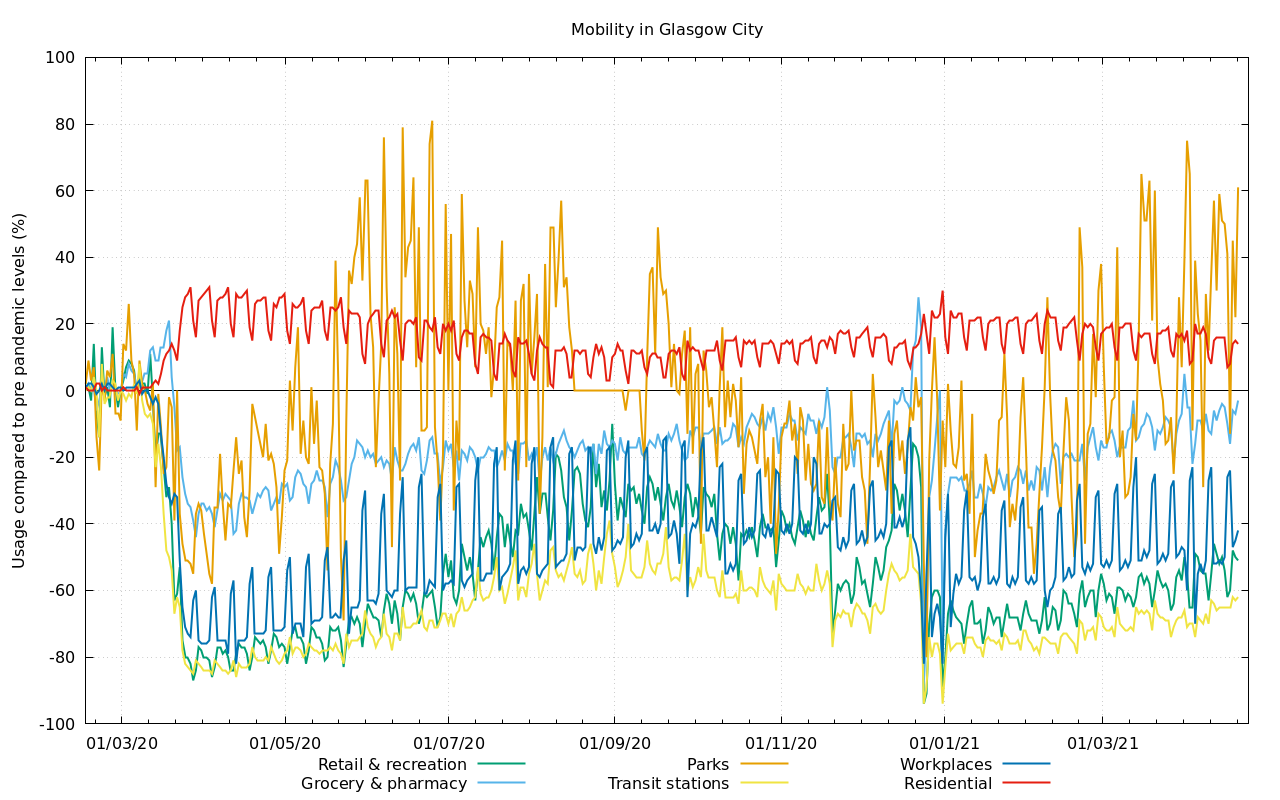 Mobility in Glasgow City
Usage compared to pre pandemic levels (%)
100
80
60
40
20
0
-20
-40
-60
-80
-100
01/03/20 01/05/20 01/07/20 01/09/20 01/11/20 01/01/21 01/03/21
Retail & recreation Parks Workplaces
Grocery & pharmacy Transit stations Residential